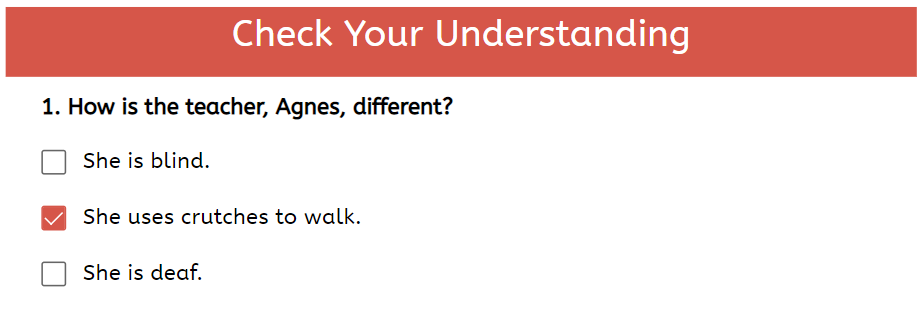 Check Your Understanding
1. How is the teacher, Agnes, different?
She is blind.
She uses crutches to walk.
She is deaf.